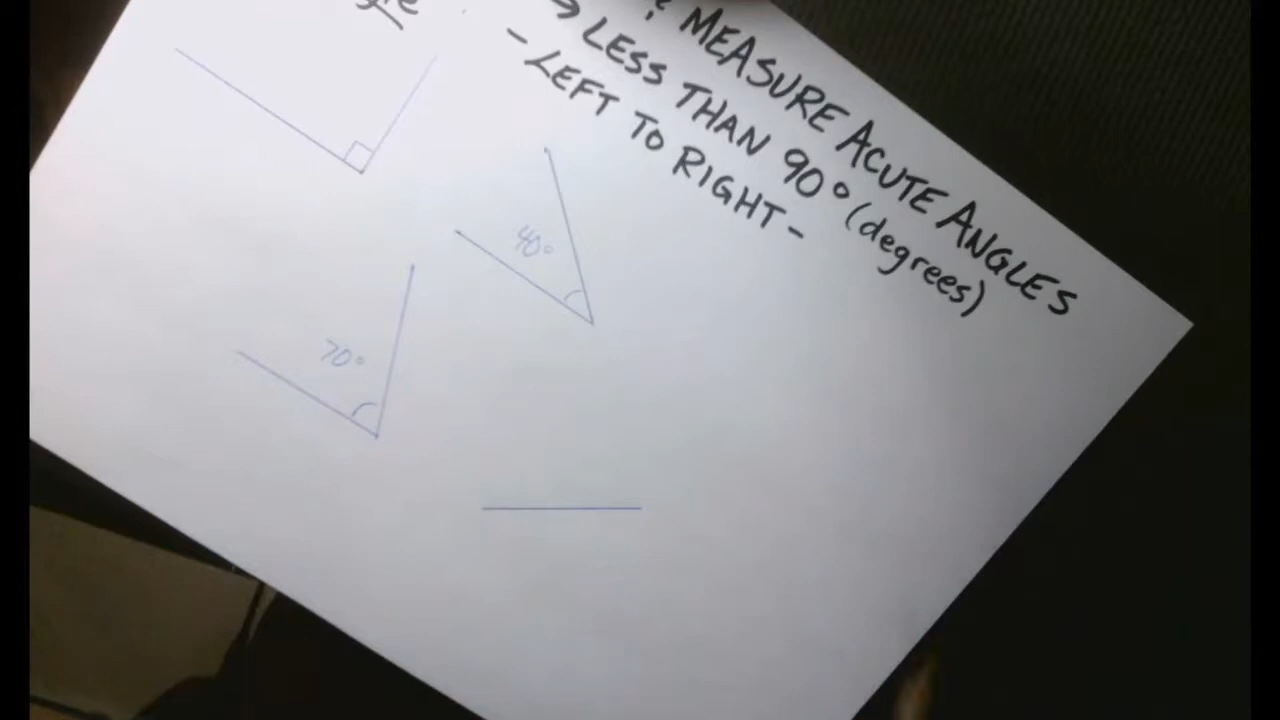 & MEASURE ACUTE ANGLES
→ LESS THAN 90° (degrees)
- LEFT TO RIGHT -
40°
70°